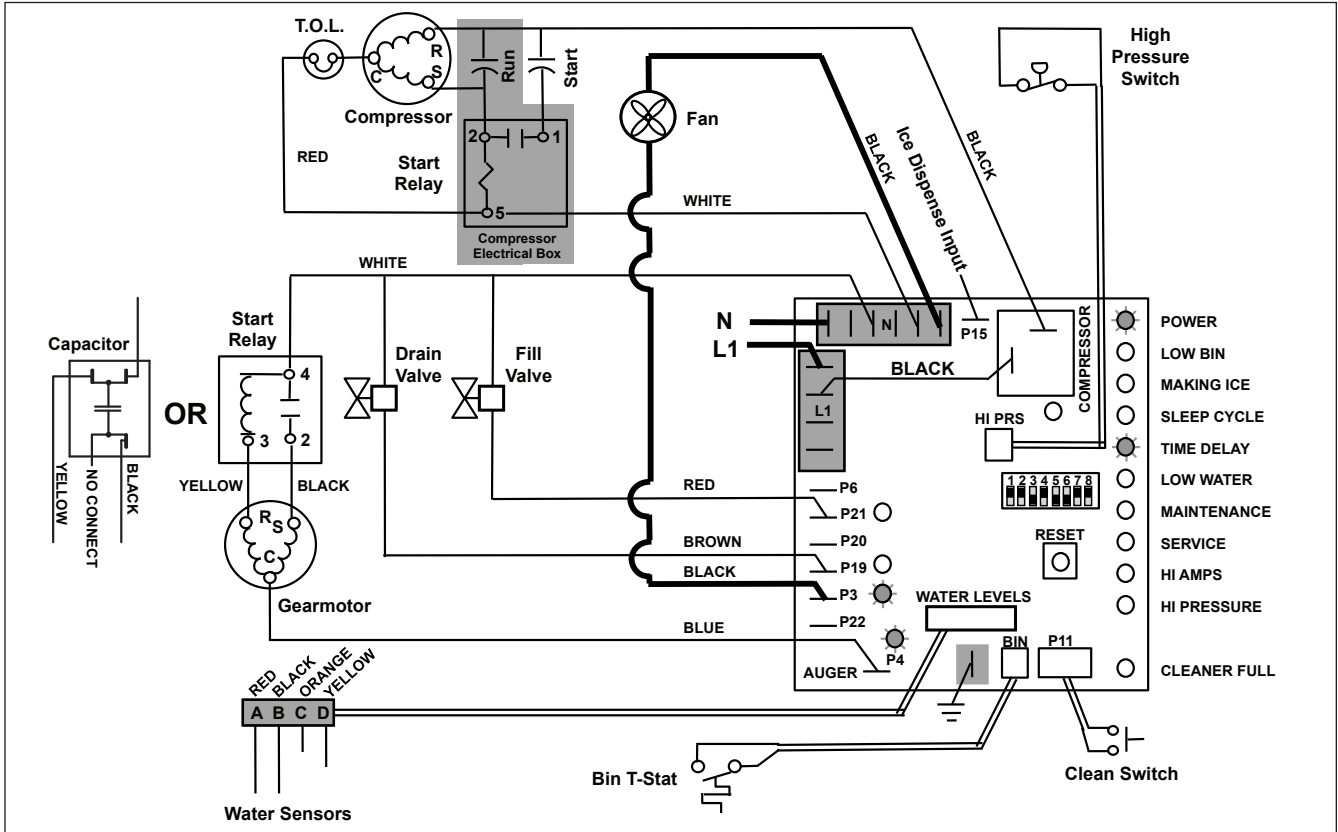 T.O.L.
R
S
C
Compressor
Run
Start
RED
Start
Relay
2
1
5
Compressor
Electrical Box
Fan
BLACK
Ice Dispense Input
BLACK
High
Pressure
Switch
WHITE
WHITE
Capacitor
YELLOW
NO CONNECT
BLACK
OR
Start
Relay
4
3
2
YELLOW
BLACK
R
S
C
Gearmotor
Drain
Valve
Fill
Valve
N
L1
N
P15
BLACK
L1
COMPRESSOR
HI PRS
POWER
LOW BIN
MAKING ICE
SLEEP CYCLE
TIME DELAY
LOW WATER
MAINTENANCE
SERVICE
HI AMPS
HI PRESSURE
CLEANER FULL
1 2 3 4 5 6 7 8
RESET
P6
RED
P21
P20
BROWN
P19
BLACK
P3
P22
BLUE
P4
AUGER
WATER LEVELS
BIN
P11
RED
BLACK
ORANGE
YELLOW
A B C D
Water Sensors
Bin T-Stat
Clean Switch